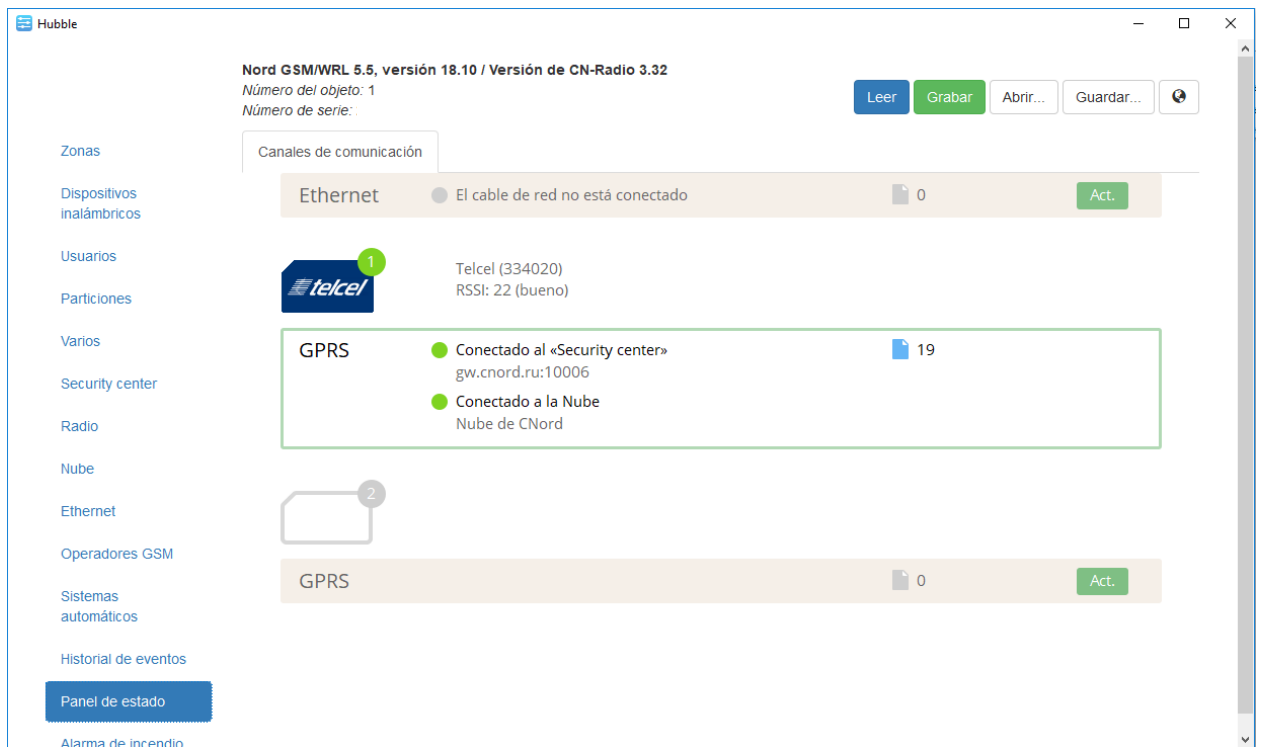 Hubble
Nord GSM/WRL 5.5, versión 18.10 / Versión de CN-Radio 3.32
Número del objeto: 1
Número de serie:
Leer
Grabar
Abrir...
Guardar...
Zonas
Dispositivos
inalámbricos
Usuarios
Particiones
Varios
Security center
Radio
Nube
Ethernet
Operadores GSM
Sistemas
automáticos
Historial de eventos
Panel de estado
Alarma de incendio
Canales de comunicación
Ethernet
El cable de red no está conectado
0
Act.
1
telcel
Telcel (334020)
RSSI: 22 (bueno)
GPRS
Conectado al «Security center»
gw.cnord.ru:10006
19
Conectado a la Nube
Nube de CNord
2
GPRS
0
Act.